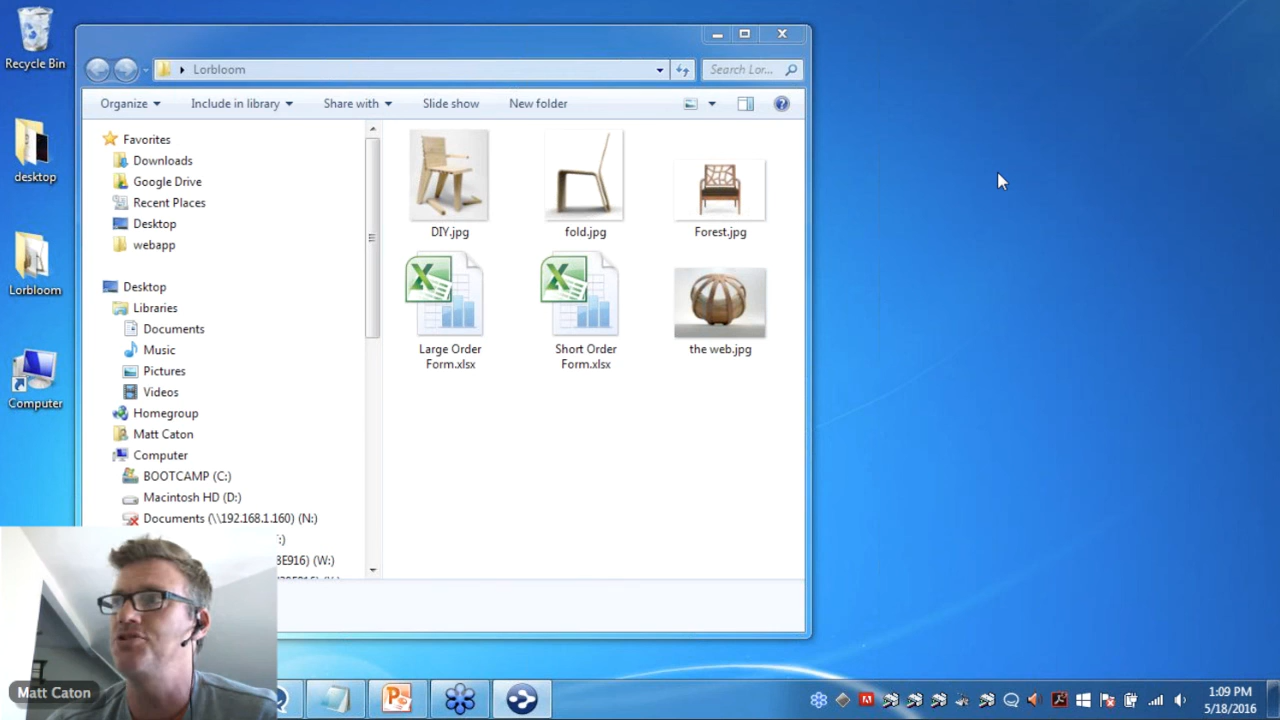 Recycle Bin
desktop
Lorbloom
Computer
Lorbloom
Search Lor...
Organize
Include in library
Share with
Slide show
New folder
Favorites
Downloads
Google Drive
Recent Places
Desktop
webapp
Desktop
Libraries
Documents
Music
Pictures
Videos
Homegroup
Matt Caton
Computer
BOOTCAMP (C:)
Macintosh HD (D:)
Documents (\\192.168.1.160) (N:)
:)
BE916) (W:)
DIY.jpg
fold.jpg
Forest.jpg
Large Order
Form.xlsx
Short Order
Form.xlsx
the web.jpg
Matt Caton
1:09 PM
5/18/2016